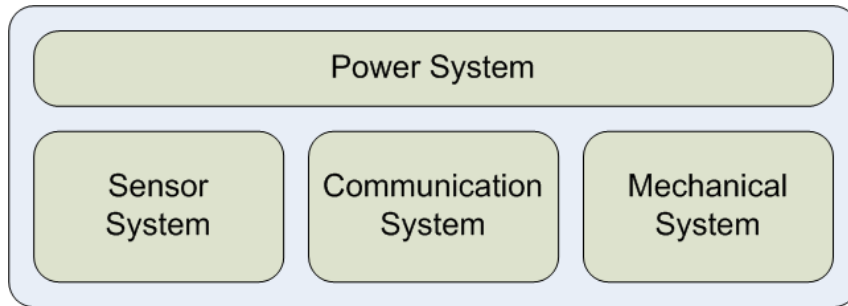 Power System
Sensor
System
Communication
System
Mechanical
System